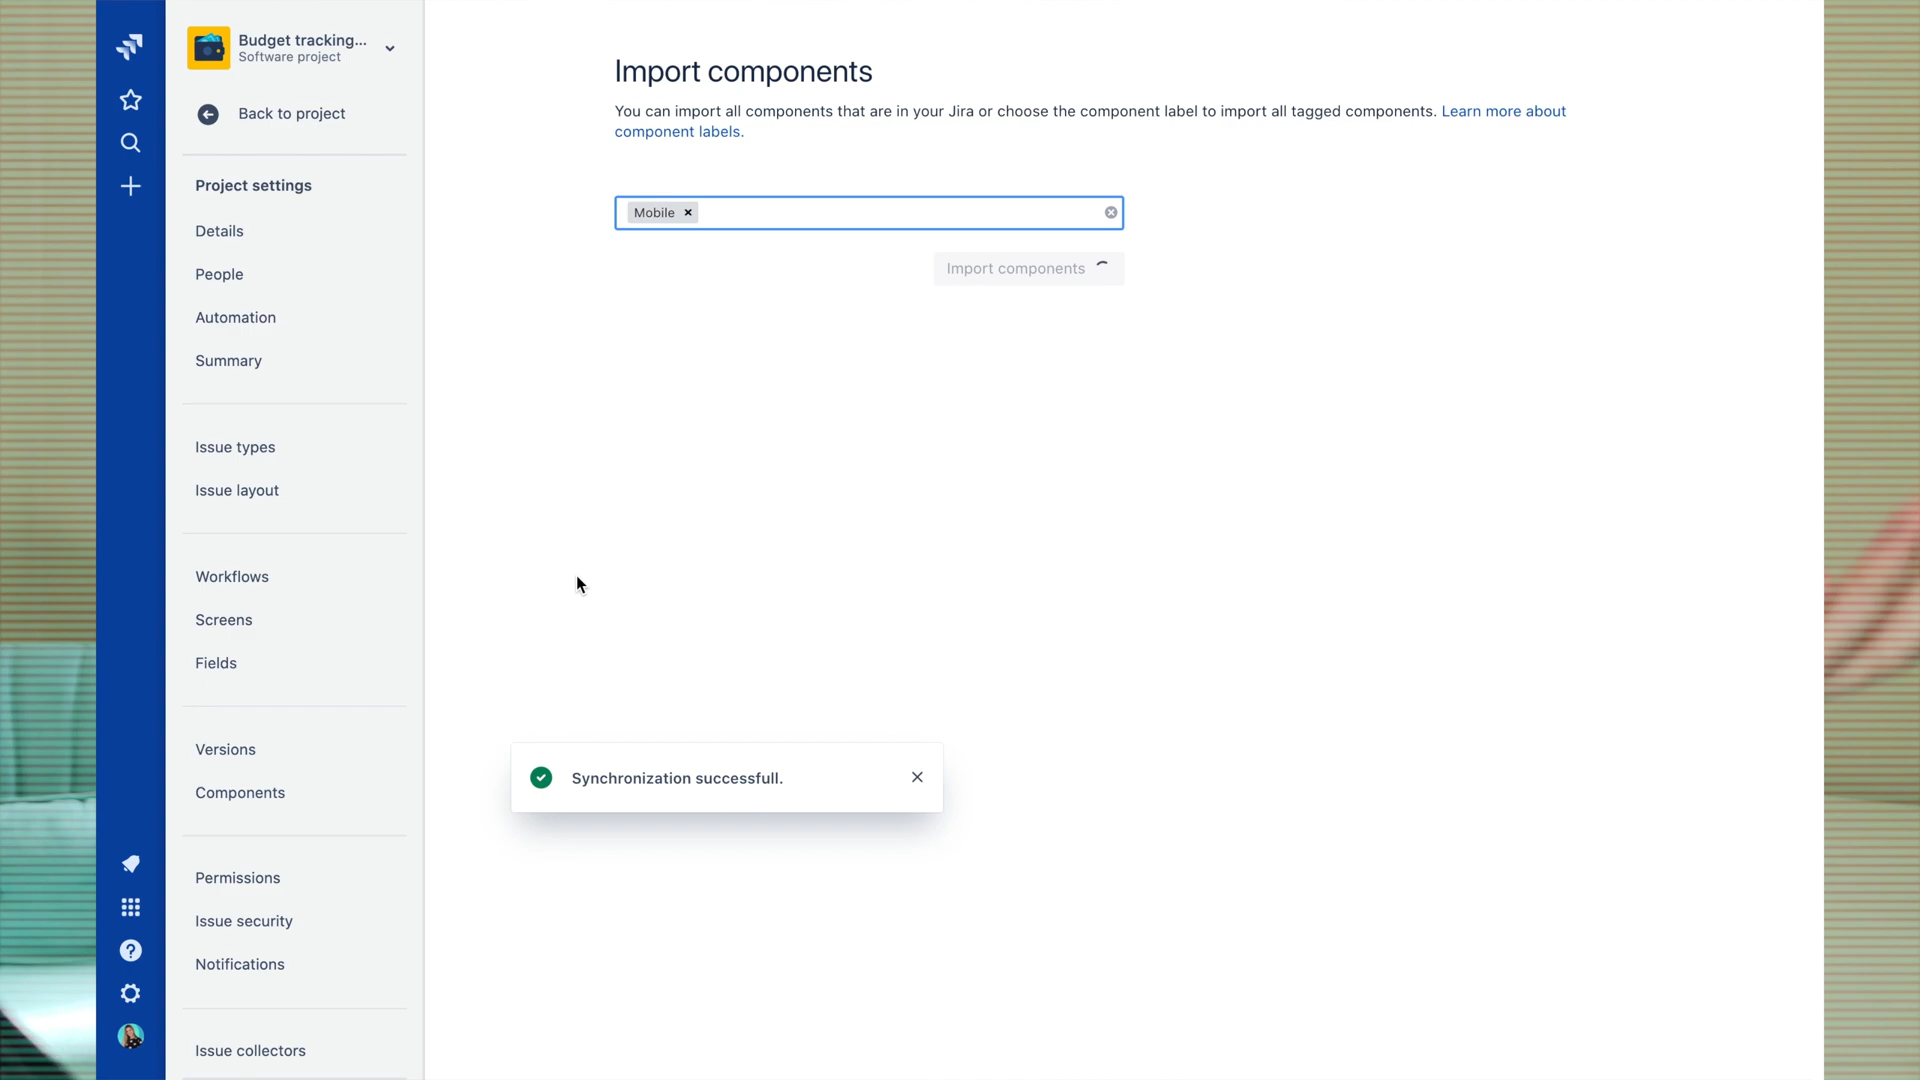 Budget tracking...
Software project
Back to project
Project settings
Details
People
Automation
Summary
Issue types
Issue layout
Workflows
Screens
Fields
Versions
Components
Permissions
Issue security
Notifications
Issue collectors
Import components
You can import all components that are in your Jira or choose the component label to import all tagged components. Learn more about
component labels.
Mobile
Import components
Synchronization successfull.